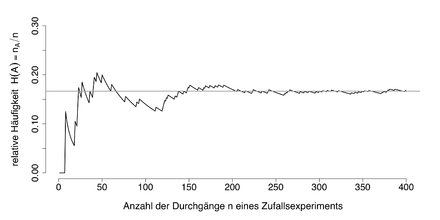 relative Häufigkeit H(A) = nA/n
0.30
0.20
0.10
0.00
0 50 100 150 200 250 300 350 400
Anzahl der Durchgänge n eines Zufallsexperiments